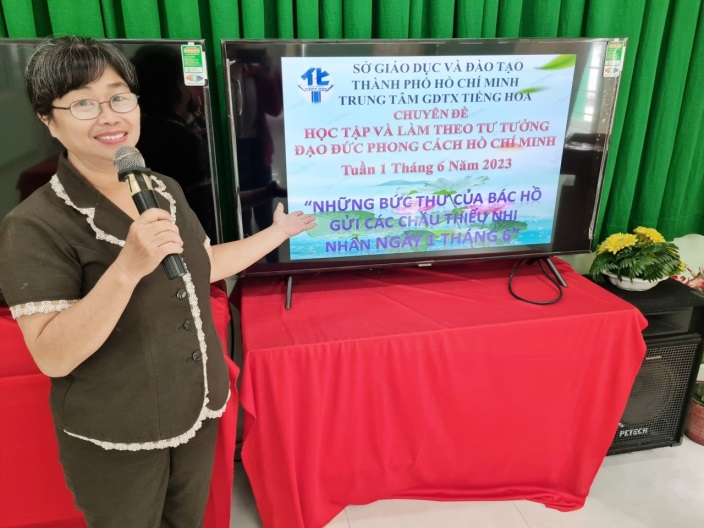 SỞ GIÁO DỤC VÀ ĐÀO TẠO
THÀNH PHỐ HỒ CHÍ MINH
TRUNG TÂM GDTX TIẾNG HOA
CHUYÊN ĐỀ
HỌC TẬP VÀ LÀM THEO TƯ TƯỞNG
ĐẠO ĐỨC PHONG CÁCH HỒ CHÍ MINH
Tuần 1 Tháng 6 Năm 2023
“NHỮNG BỨC THƯ CỦA BÁC HỒ
GỬI CÁC CHÁU THIẾU NHI
NHÂN NGÀY 1 THÁNG 6”
PETECH